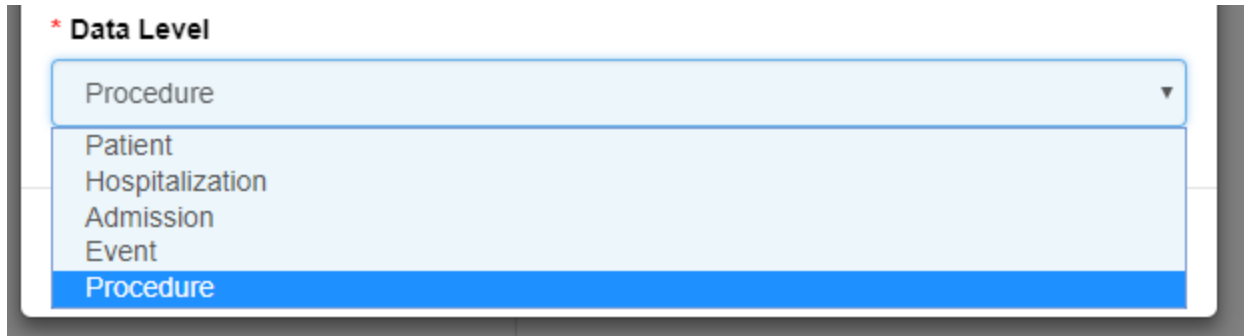 * Data Level
Procedure
Patient
Hospitalization
Admission
Event
Procedure